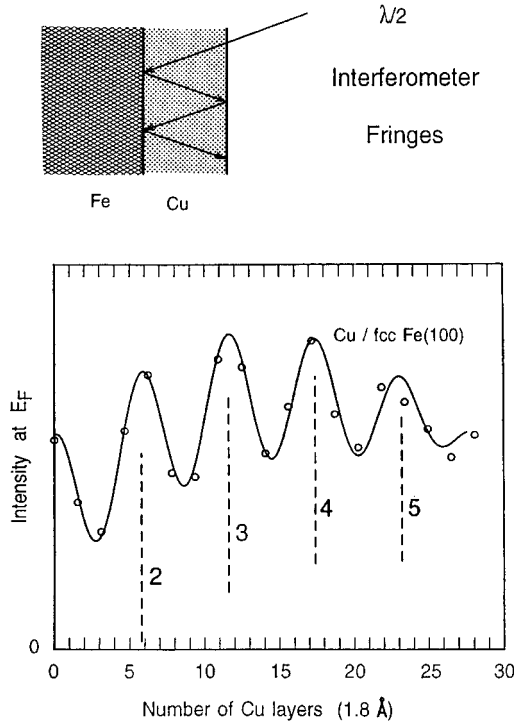 λ/2
Interferometer
Fringes
Fe Cu
Cu / fcc Fe(100)
Intensity at EF
2
3
4
5
0
0 5 10 15 20 25 30
Number of Cu layers (1.8 Å)